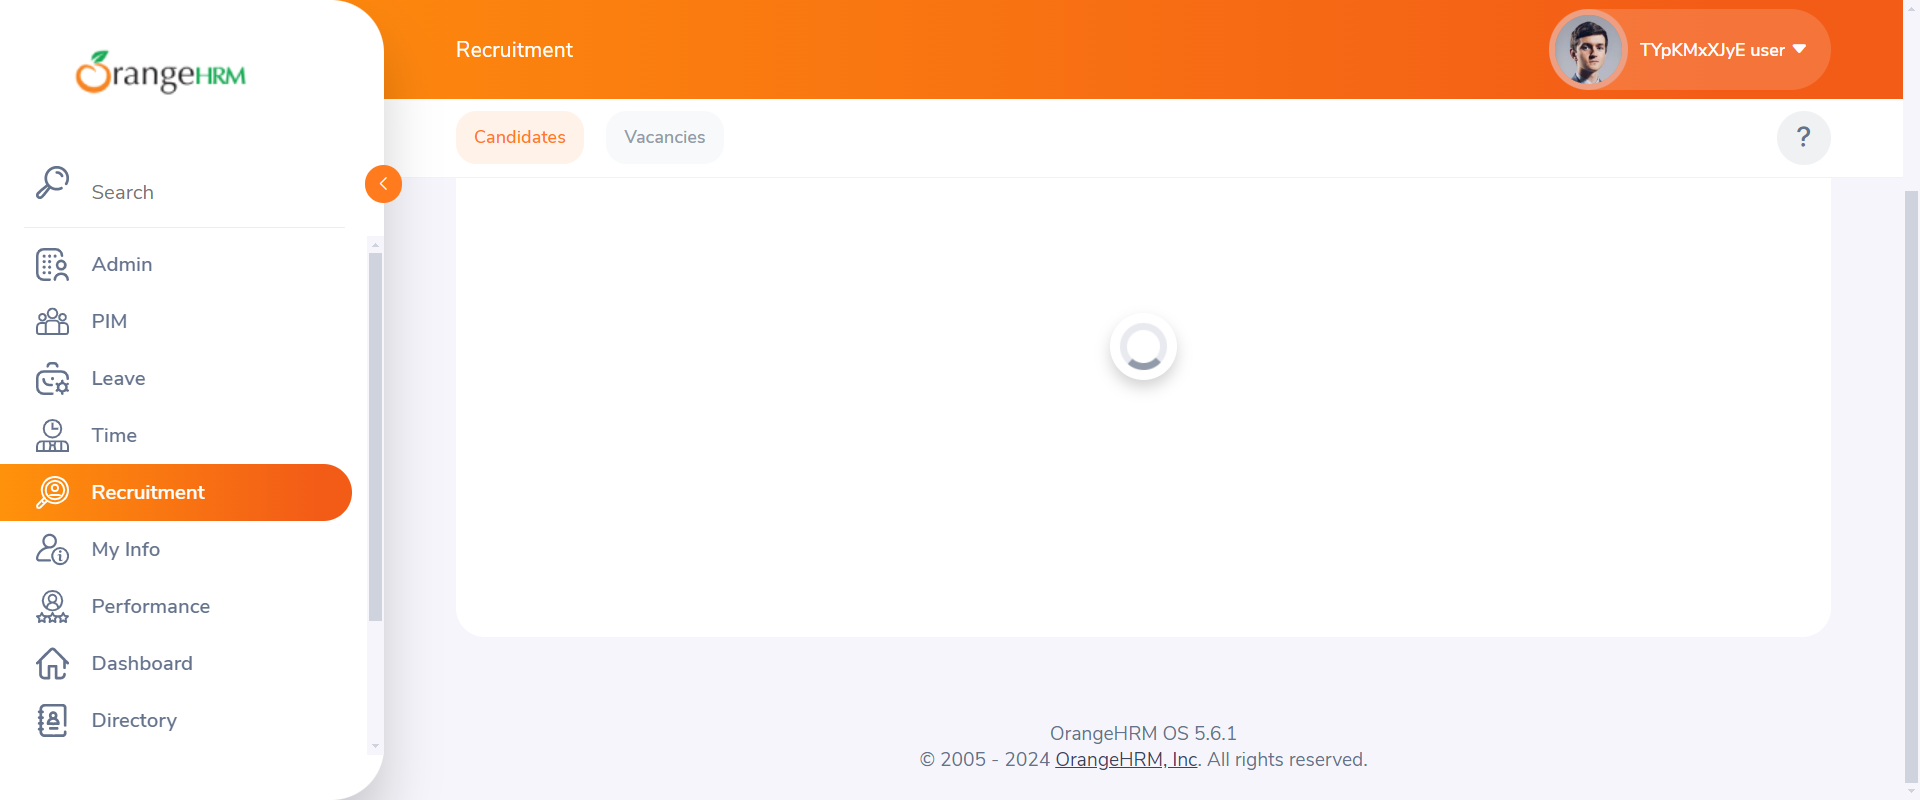 OrangeHRM
Recruitment
TYpKMxXJyE user
Candidates
Vacancies
?
Search
Admin
PIM
Leave
Time
Recruitment
My Info
Performance
Dashboard
Directory
OrangeHRM OS 5.6.1
© 2005 - 2024 OrangeHRM, Inc. All rights reserved.